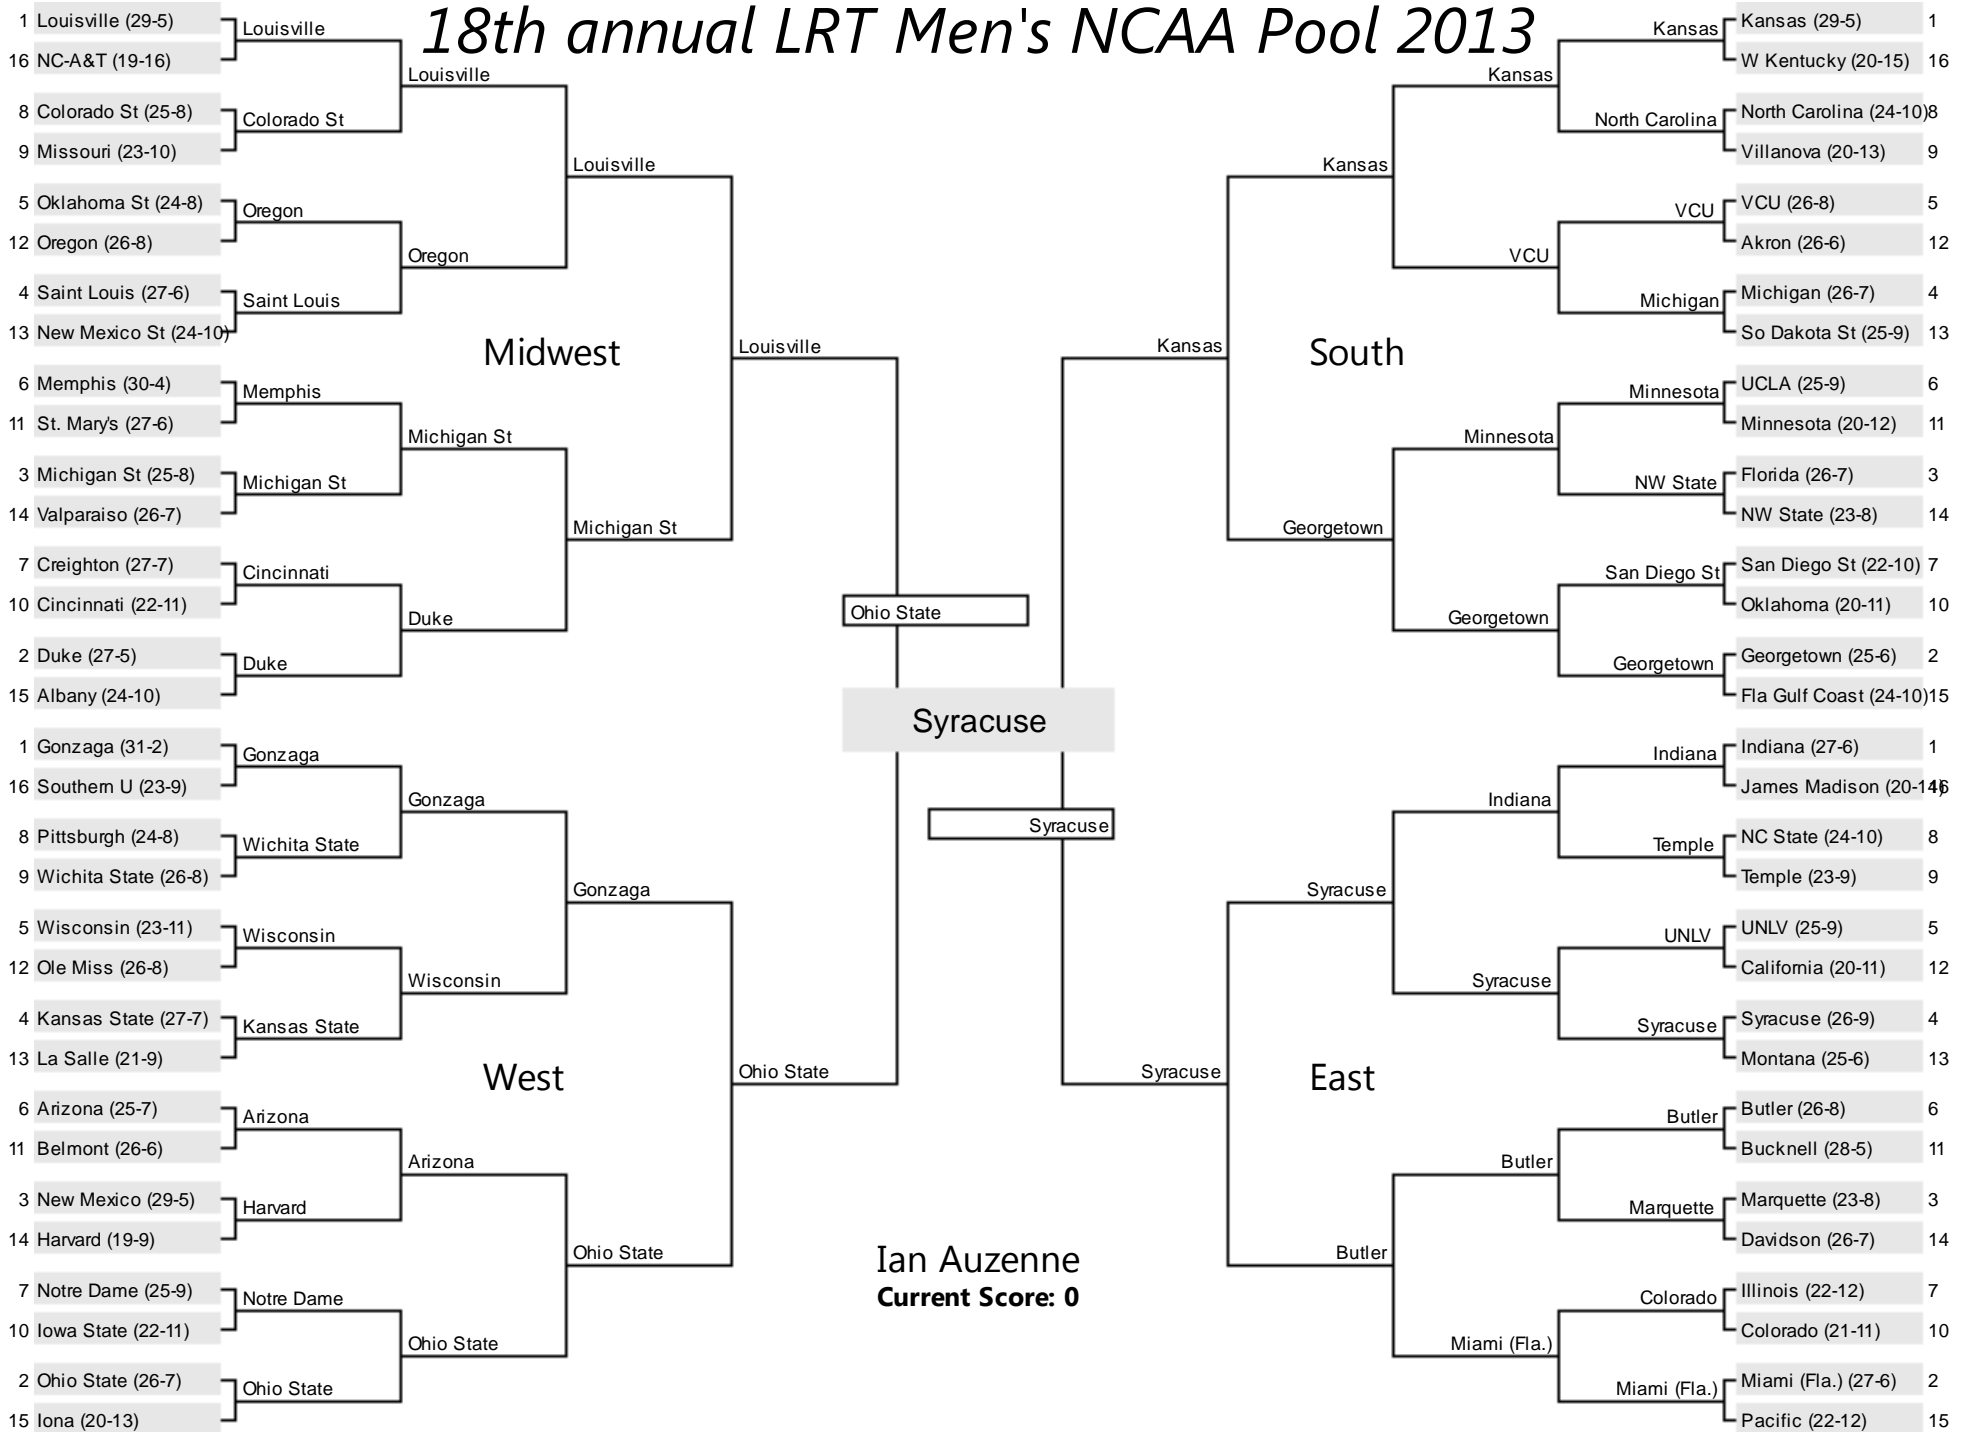 18th annual LRT Men's NCAA Pool 2013
1 Louisville (29-5)
Louisville
16 NC-A&T (19-16)
Louisville
8 Colorado St (25-8)
Colorado St
9 Missouri (23-10)
Louisville
5 Oklahoma St (24-8)
Oregon
12 Oregon (26-8)
Oregon
4 Saint Louis (27-6)
Saint Louis
13 New Mexico St (24-10)
Midwest
Louisville
6 Memphis (30-4)
Memphis
11 St. Mary's (27-6)
Michigan St
3 Michigan St (25-8)
Michigan St
14 Valparaiso (26-7)
Michigan St
7 Creighton (27-7)
Cincinnati
10 Cincinnati (22-11)
Duke
2 Duke (27-5)
Duke
15 Albany (24-10)
1 Gonzaga (31-2)
Gonzaga
16 Southern U (23-9)
Gonzaga
8 Pittsburgh (24-8)
Wichita State
9 Wichita State (26-8)
Gonzaga
5 Wisconsin (23-11)
Wisconsin
12 Ole Miss (26-8)
Wisconsin
4 Kansas State (27-7)
Kansas State
13 La Salle (21-9)
West
Ohio State
6 Arizona (25-7)
Arizona
11 Belmont (26-6)
Arizona
3 New Mexico (29-5)
Harvard
14 Harvard (19-9)
Ohio State
7 Notre Dame (25-9)
Notre Dame
10 Iowa State (22-11)
Ohio State
2 Ohio State (26-7)
Ohio State
15 Iona (20-13)
Ohio State
Syracuse
Syracuse
Ian Auzenne
Current Score: 0
Kansas (29-5) 1
Kansas
W Kentucky (20-15) 16
Kansas
North Carolina (24-10) 8
North Carolina
Villanova (20-13) 9
Kansas
VCU (26-8) 5
VCU
Akron (26-6) 12
VCU
Michigan (26-7) 4
Michigan
So Dakota St (25-9) 13
Kansas
South
UCLA (25-9) 6
Minnesota
Minnesota (20-12) 11
Minnesota
Florida (26-7) 3
NW State
NW State (23-8) 14
Georgetown
San Diego St (22-10) 7
San Diego St
Oklahoma (20-11) 10
Georgetown
Georgetown (25-6) 2
Georgetown
Fla Gulf Coast (24-10) 15
Indiana (27-6) 1
Indiana
James Madison (20-14) 16
Indiana
NC State (24-10) 8
Temple
Temple (23-9) 9
Syracuse
UNLV (25-9) 5
UNLV
California (20-11) 12
Syracuse
Syracuse (26-9) 4
Syracuse
Montana (25-6) 13
Syracuse
East
Butler (26-8) 6
Butler
Bucknell (28-5) 11
Butler
Marquette (23-8) 3
Marquette
Davidson (26-7) 14
Butler
Illinois (22-12) 7
Colorado
Colorado (21-11) 10
Miami (Fla.)
Miami (Fla.) (27-6) 2
Miami (Fla.)
Pacific (22-12) 15